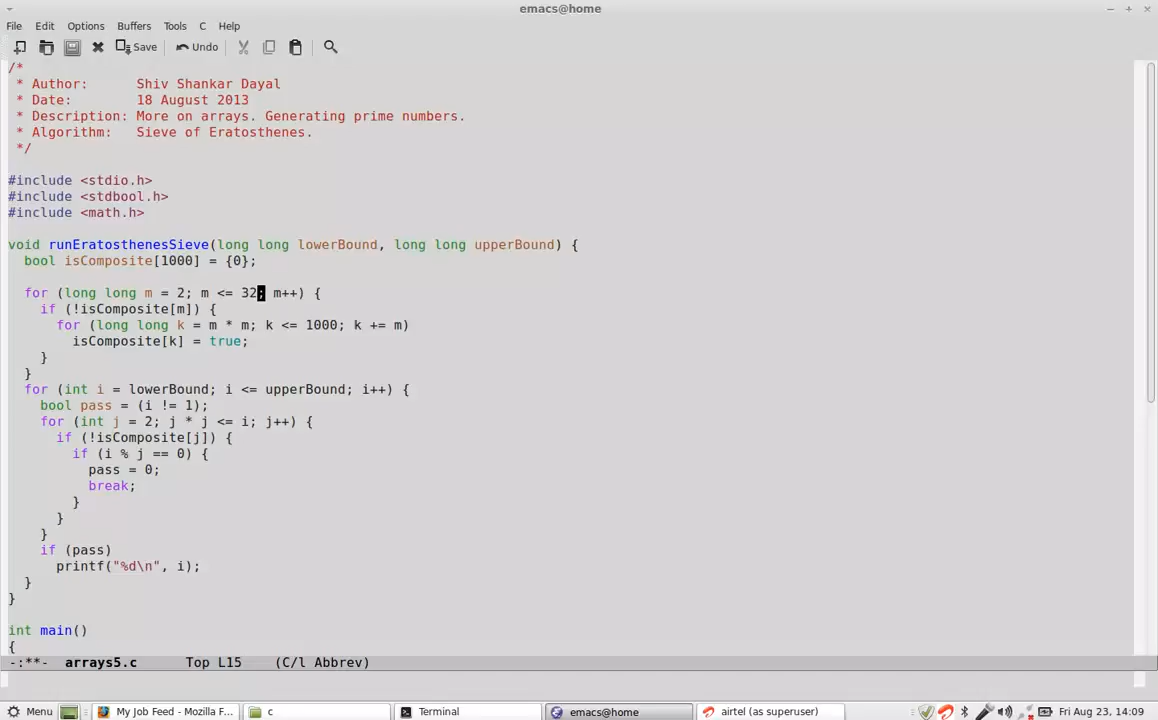 emacs@home
File Edit Options Buffers Tools C Help
Save Undo
/*
 * Author:      Shiv Shankar Dayal
 * Date:        18 August 2013
 * Description: More on arrays. Generating prime numbers.
 * Algorithm:   Sieve of Eratosthenes.
 */
#include <stdio.h>
#include <stdbool.h>
#include <math.h>
void runEratosthenesSieve(long long lowerBound, long long upperBound) {
  bool isComposite[1000] = {0};
  for (long long m = 2; m <= 32; m++) {
    if (!isComposite[m]) {
      for (long long k = m * m; k <= 1000; k += m)
        isComposite[k] = true;
    }
  }
  for (int i = lowerBound; i <= upperBound; i++) {
    bool pass = (i != 1);
    for (int j = 2; j * j <= i; j++) {
      if (!isComposite[j]) {
        if (i % j == 0) {
          pass = 0;
          break;
        }
      }
    }
    if (pass)
      printf("%d\n", i);
  }
}
int main()
{
-:**-  arrays5.c      Top L15    (C/l Abbrev)
Menu My Job Feed - Mozilla F... c Terminal emacs@home airtel (as superuser) Fri Aug 23, 14:09